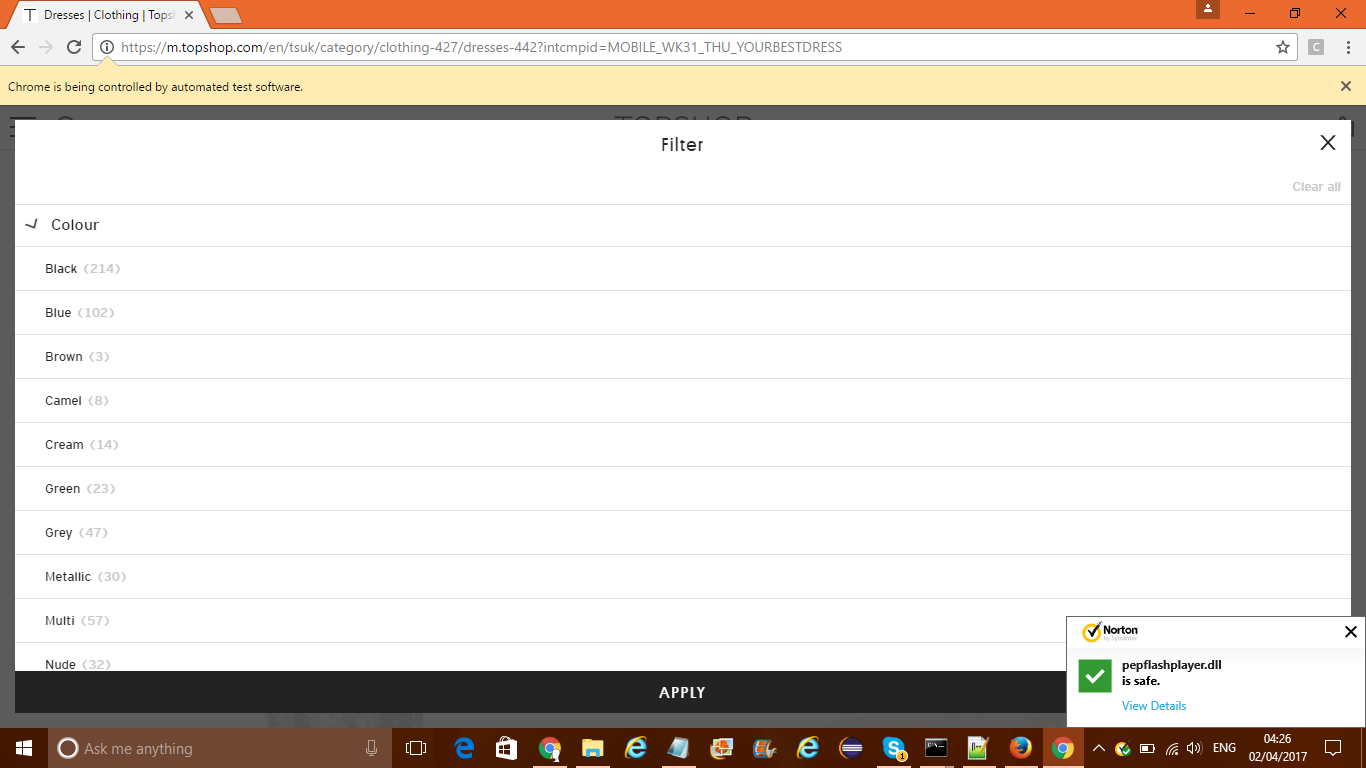 Dresses | Clothing | Tops
https://m.topshop.com/en/tsuk/category/clothing-427/dresses-442?intcmpid=MOBILE_WK31_THU_YOURBESTDRESS
C
Chrome is being controlled by automated test software.
TOPSHOP
Filter
Clear all
Colour
Black (214)
Blue (102)
Brown (3)
Camel (8)
Cream (14)
Green (23)
Grey (47)
Metallic (30)
Multi (57)
Nude (32)
APPLY
Norton
by Symantec
pepflashplayer.dll
is safe.
View Details
Ask me anything
1
ENG
04:26
02/04/2017